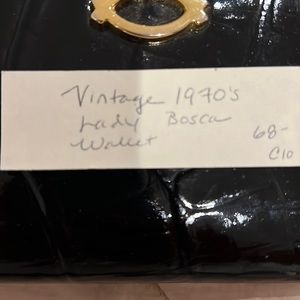 Vintage 1970's
Lady Bosca
Wallet
68-
C10